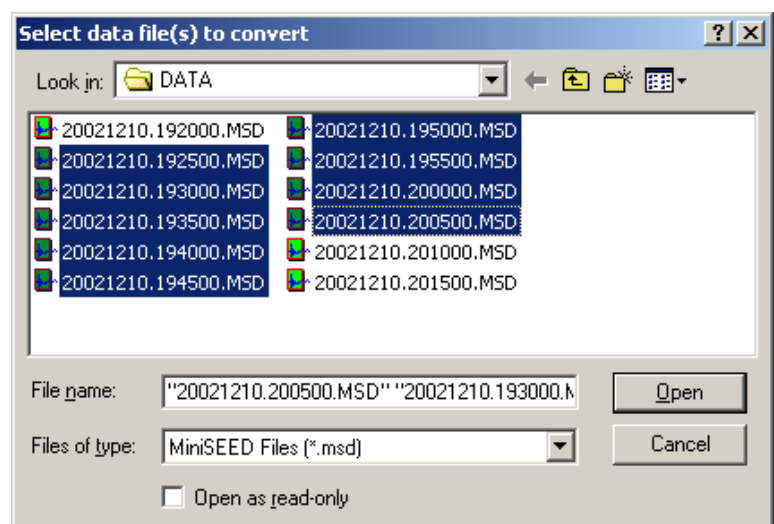 Select data file(s) to convert
Look in: DATA
20021210.192000.MSD 20021210.195000.MSD
20021210.192500.MSD 20021210.195500.MSD
20021210.193000.MSD 20021210.200000.MSD
20021210.193500.MSD 20021210.200500.MSD
20021210.194000.MSD 20021210.201000.MSD
20021210.194500.MSD 20021210.201500.MSD
File name: "20021210.200500.MSD" "20021210.193000.M Open
Files of type: MiniSEED Files (*.msd) Cancel
Open as read-only